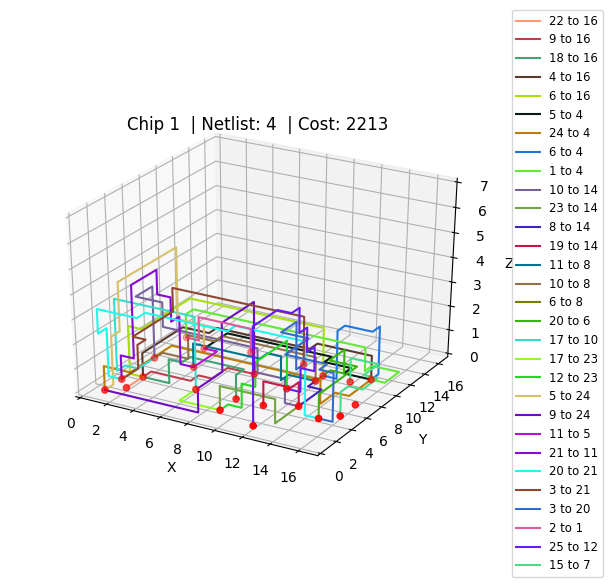 Chip 1 | Netlist: 4 | Cost: 2213
22 to 16
9 to 16
18 to 16
4 to 16
6 to 16
5 to 4
24 to 4
6 to 4
1 to 4
10 to 14
23 to 14
8 to 14
19 to 14
11 to 8
10 to 8
6 to 8
20 to 6
17 to 10
17 to 23
12 to 23
5 to 24
9 to 24
11 to 5
21 to 11
20 to 21
3 to 21
3 to 20
2 to 1
25 to 12
15 to 7
7
6
5
4
3
2
1
0
Z
0
2
4
6
8
10
12
14
16
X
0
2
4
6
8
10
12
14
16
Y